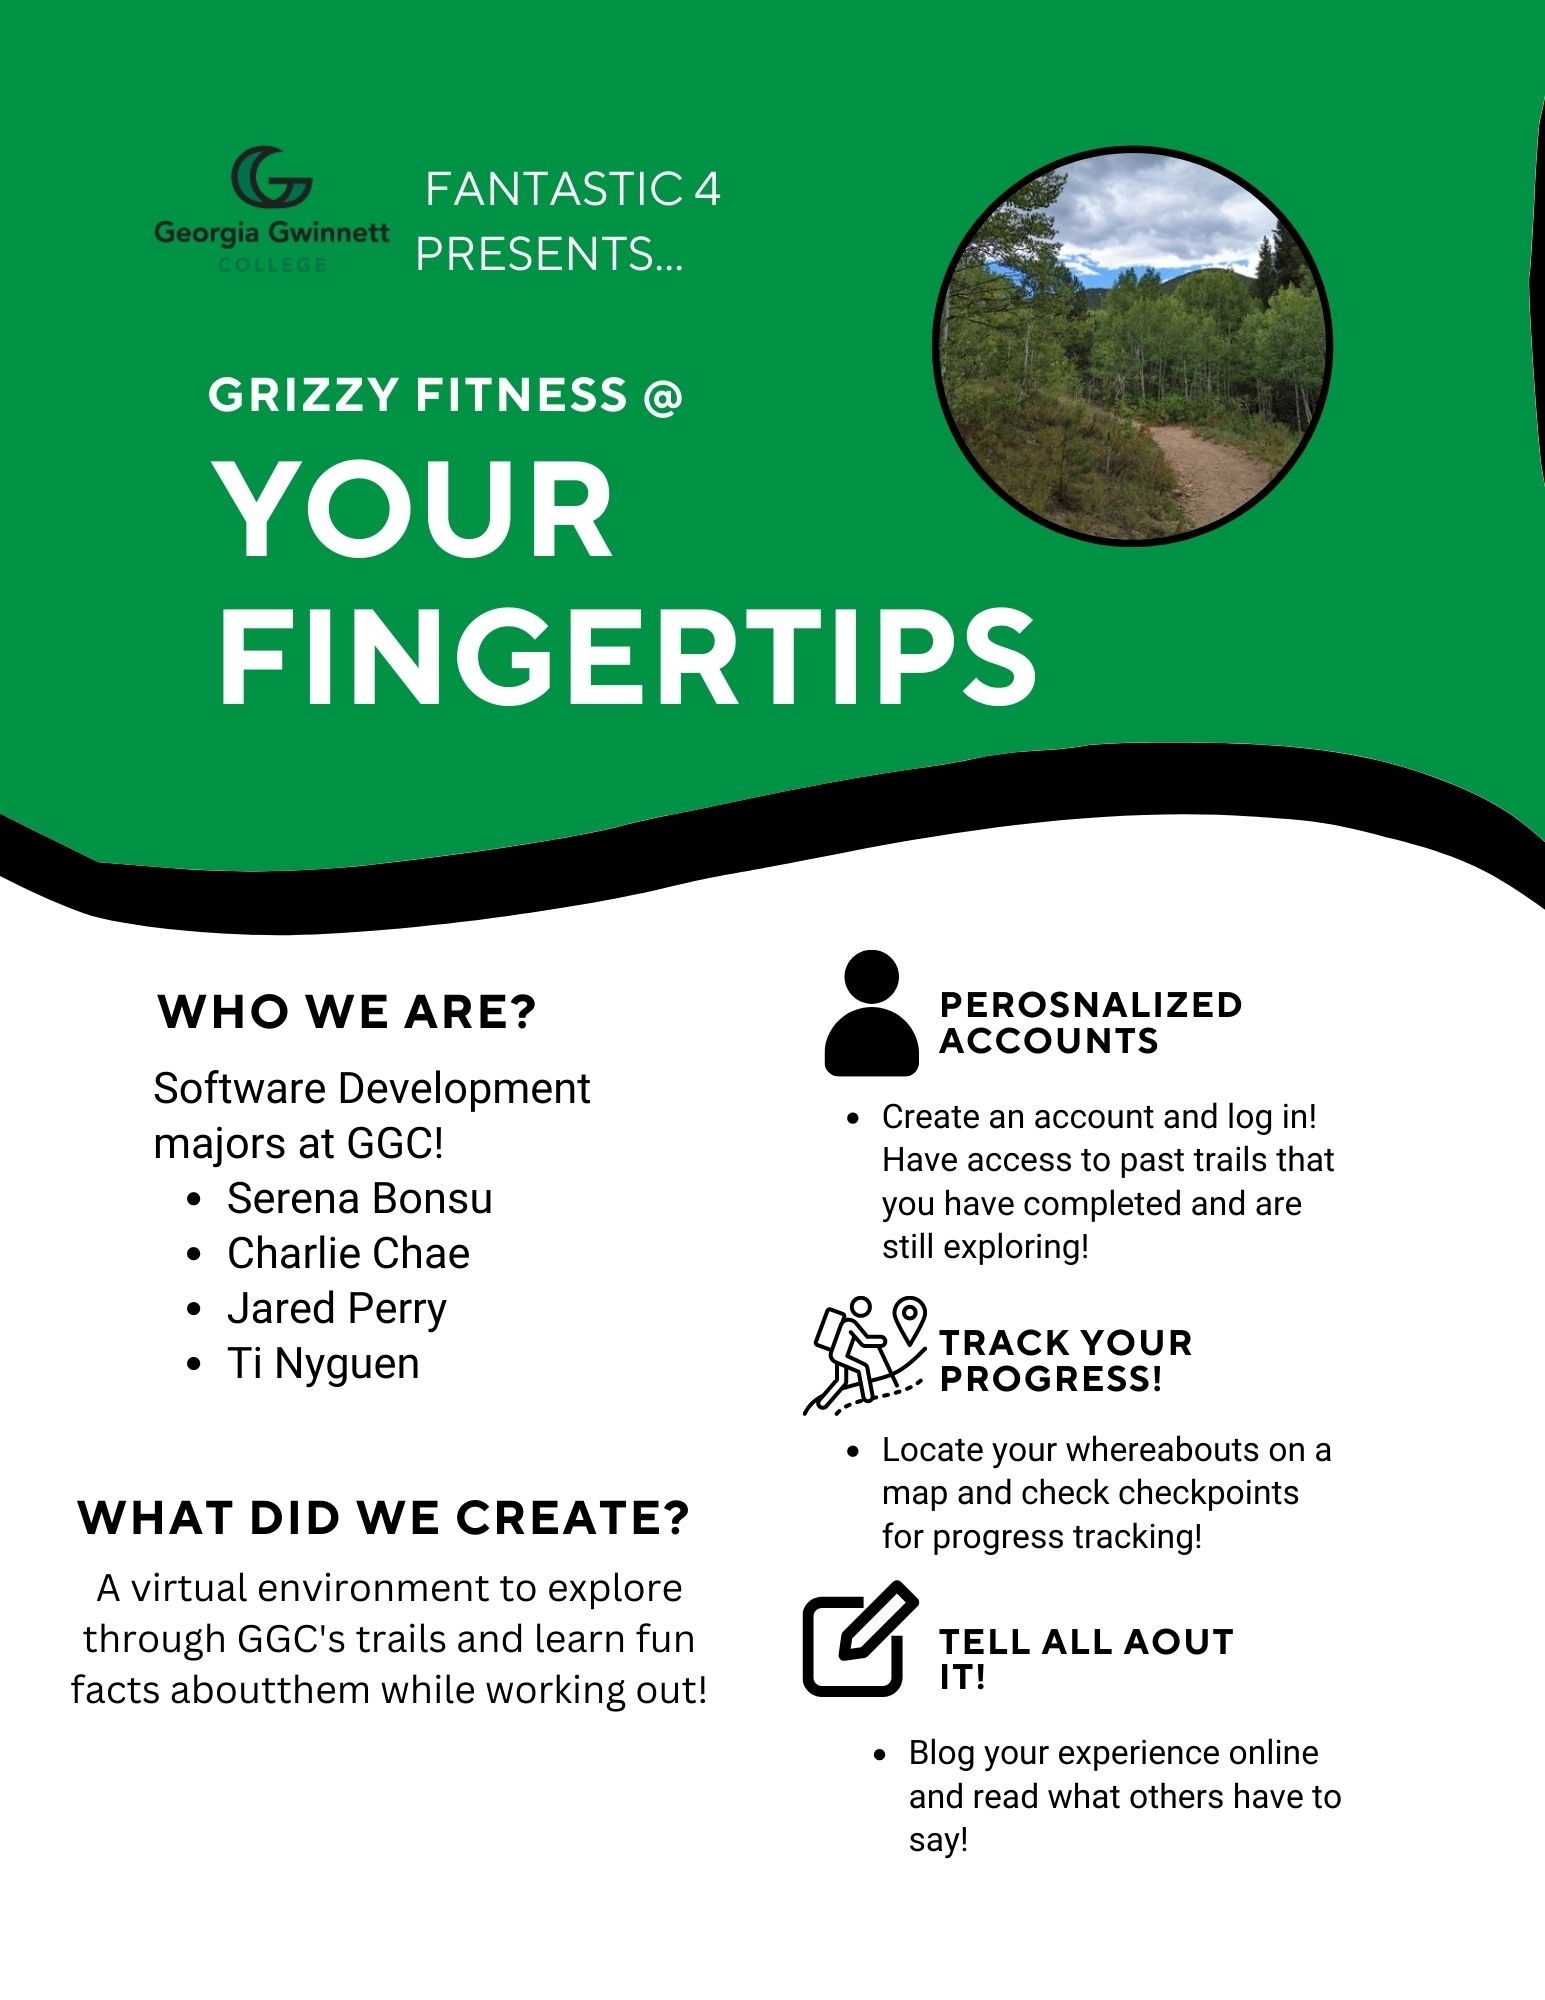 Georgia Gwinnett
COLLEGE
FANTASTIC 4
PRESENTS...
GRIZZY FITNESS @
YOUR
FINGERTIPS
WHO WE ARE?
Software Development
majors at GGC!
• Serena Bonsu
• Charlie Chae
• Jared Perry
• Ti Nyguen
WHAT DID WE CREATE?
A virtual environment to explore
through GGC's trails and learn fun
facts aboutthem while working out!
PEROSNALIZED
ACCOUNTS
• Create an account and log in!
Have access to past trails that
you have completed and are
still exploring!
TRACK YOUR
PROGRESS!
• Locate your whereabouts on a
map and check checkpoints
for progress tracking!
TELL ALL AOUT
IT!
• Blog your experience online
and read what others have to
say!